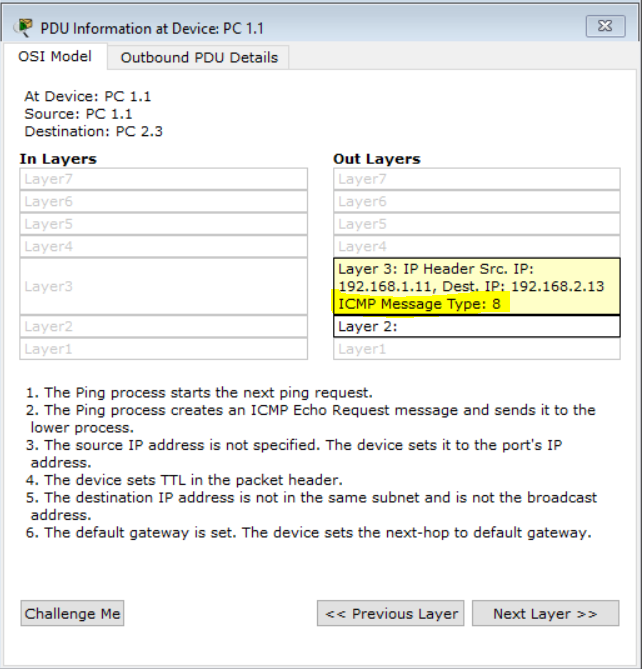 PDU Information at Device: PC 1.1
OSI Model
Outbound PDU Details
At Device: PC 1.1
Source: PC 1.1
Destination: PC 2.3
In Layers
Out Layers
Layer7
Layer7
Layer6
Layer6
Layer5
Layer5
Layer4
Layer4
Layer3
Layer 3: IP Header Src. IP:
192.168.1.11, Dest. IP: 192.168.2.13
ICMP Message Type: 8
Layer2
Layer 2:
Layer1
Layer1
1. The Ping process starts the next ping request.
2. The Ping process creates an ICMP Echo Request message and sends it to the
lower process.
3. The source IP address is not specified. The device sets it to the port's IP
address.
4. The device sets TTL in the packet header.
5. The destination IP address is not in the same subnet and is not the broadcast
address.
6. The default gateway is set. The device sets the next-hop to default gateway.
Challenge Me
<< Previous Layer
Next Layer >>